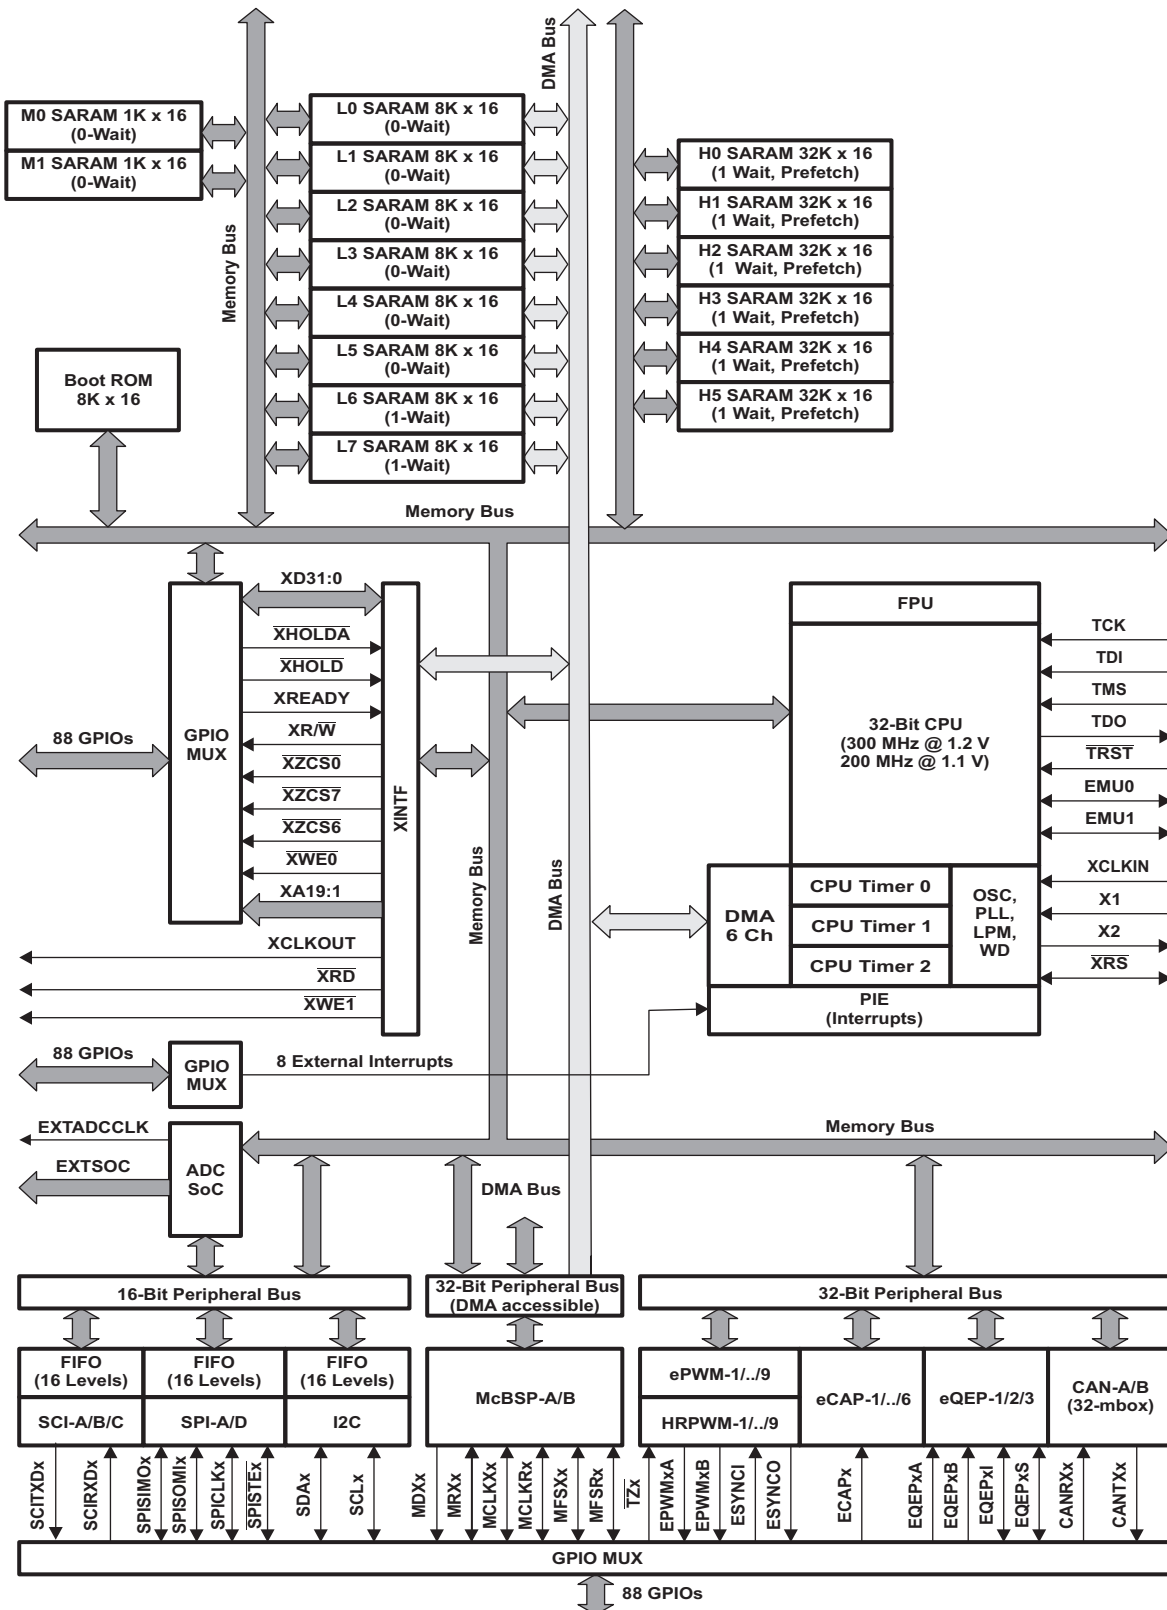 DMA Bus
M0 SARAM 1K x 16
(0-Wait)
M1 SARAM 1K x 16
(0-Wait)
Memory Bus
L0 SARAM 8K x 16
(0-Wait)
L1 SARAM 8K x 16
(0-Wait)
L2 SARAM 8K x 16
(0-Wait)
L3 SARAM 8K x 16
(0-Wait)
L4 SARAM 8K x 16
(0-Wait)
L5 SARAM 8K x 16
(0-Wait)
L6 SARAM 8K x 16
(1-Wait)
L7 SARAM 8K x 16
(1-Wait)
H0 SARAM 32K x 16
(1 Wait, Prefetch)
H1 SARAM 32K x 16
(1 Wait, Prefetch)
H2 SARAM 32K x 16
(1 Wait, Prefetch)
H3 SARAM 32K x 16
(1 Wait, Prefetch)
H4 SARAM 32K x 16
(1 Wait, Prefetch)
H5 SARAM 32K x 16
(1 Wait, Prefetch)
Boot ROM
8K x 16
Memory Bus
88 GPIOs
GPIO
MUX
XD31:0
XHOLDA
XHOLD
XREADY
XR/W
XZCS0
XZCS7
XZCS6
XWE0
XA19:1
XCLKOUT
XRD
XWE1
XINTF
Memory Bus
DMA Bus
FPU
32-Bit CPU
(300 MHz @ 1.2 V
200 MHz @ 1.1 V)
TCK
TDI
TMS
TDO
TRST
EMU0
EMU1
XCLKIN
X1
X2
XRS
DMA
6 Ch
CPU Timer 0
CPU Timer 1
CPU Timer 2
OSC,
PLL,
LPM,
WD
PIE
(Interrupts)
88 GPIOs
GPIO
MUX
8 External Interrupts
EXTADCCLK
EXTSOC
ADC
SoC
Memory Bus
DMA Bus
16-Bit Peripheral Bus
32-Bit Peripheral Bus
(DMA accessible)
32-Bit Peripheral Bus
FIFO
(16 Levels)
FIFO
(16 Levels)
FIFO
(16 Levels)
SCI-A/B/C
SPI-A/D
I2C
McBSP-A/B
ePWM-1/../9
HRPWM-1/../9
eCAP-1/../6
eQEP-1/2/3
CAN-A/B
(32-mbox)
SCITXDx
SCIRXDx
SPISIMOx
SPISOMIx
SPICLKx
SPISTEx
SDAx
SCLx
MDXx
MRXx
MCLKXx
MCLKRx
MFSXx
MFSRx
TZx
EPWMxA
EPWMxB
ESYNCI
ESYNCO
ECAPx
EQEPxA
EQEPxB
EQEPxI
EQEPxS
CANRXx
CANTXx
GPIO MUX
88 GPIOs